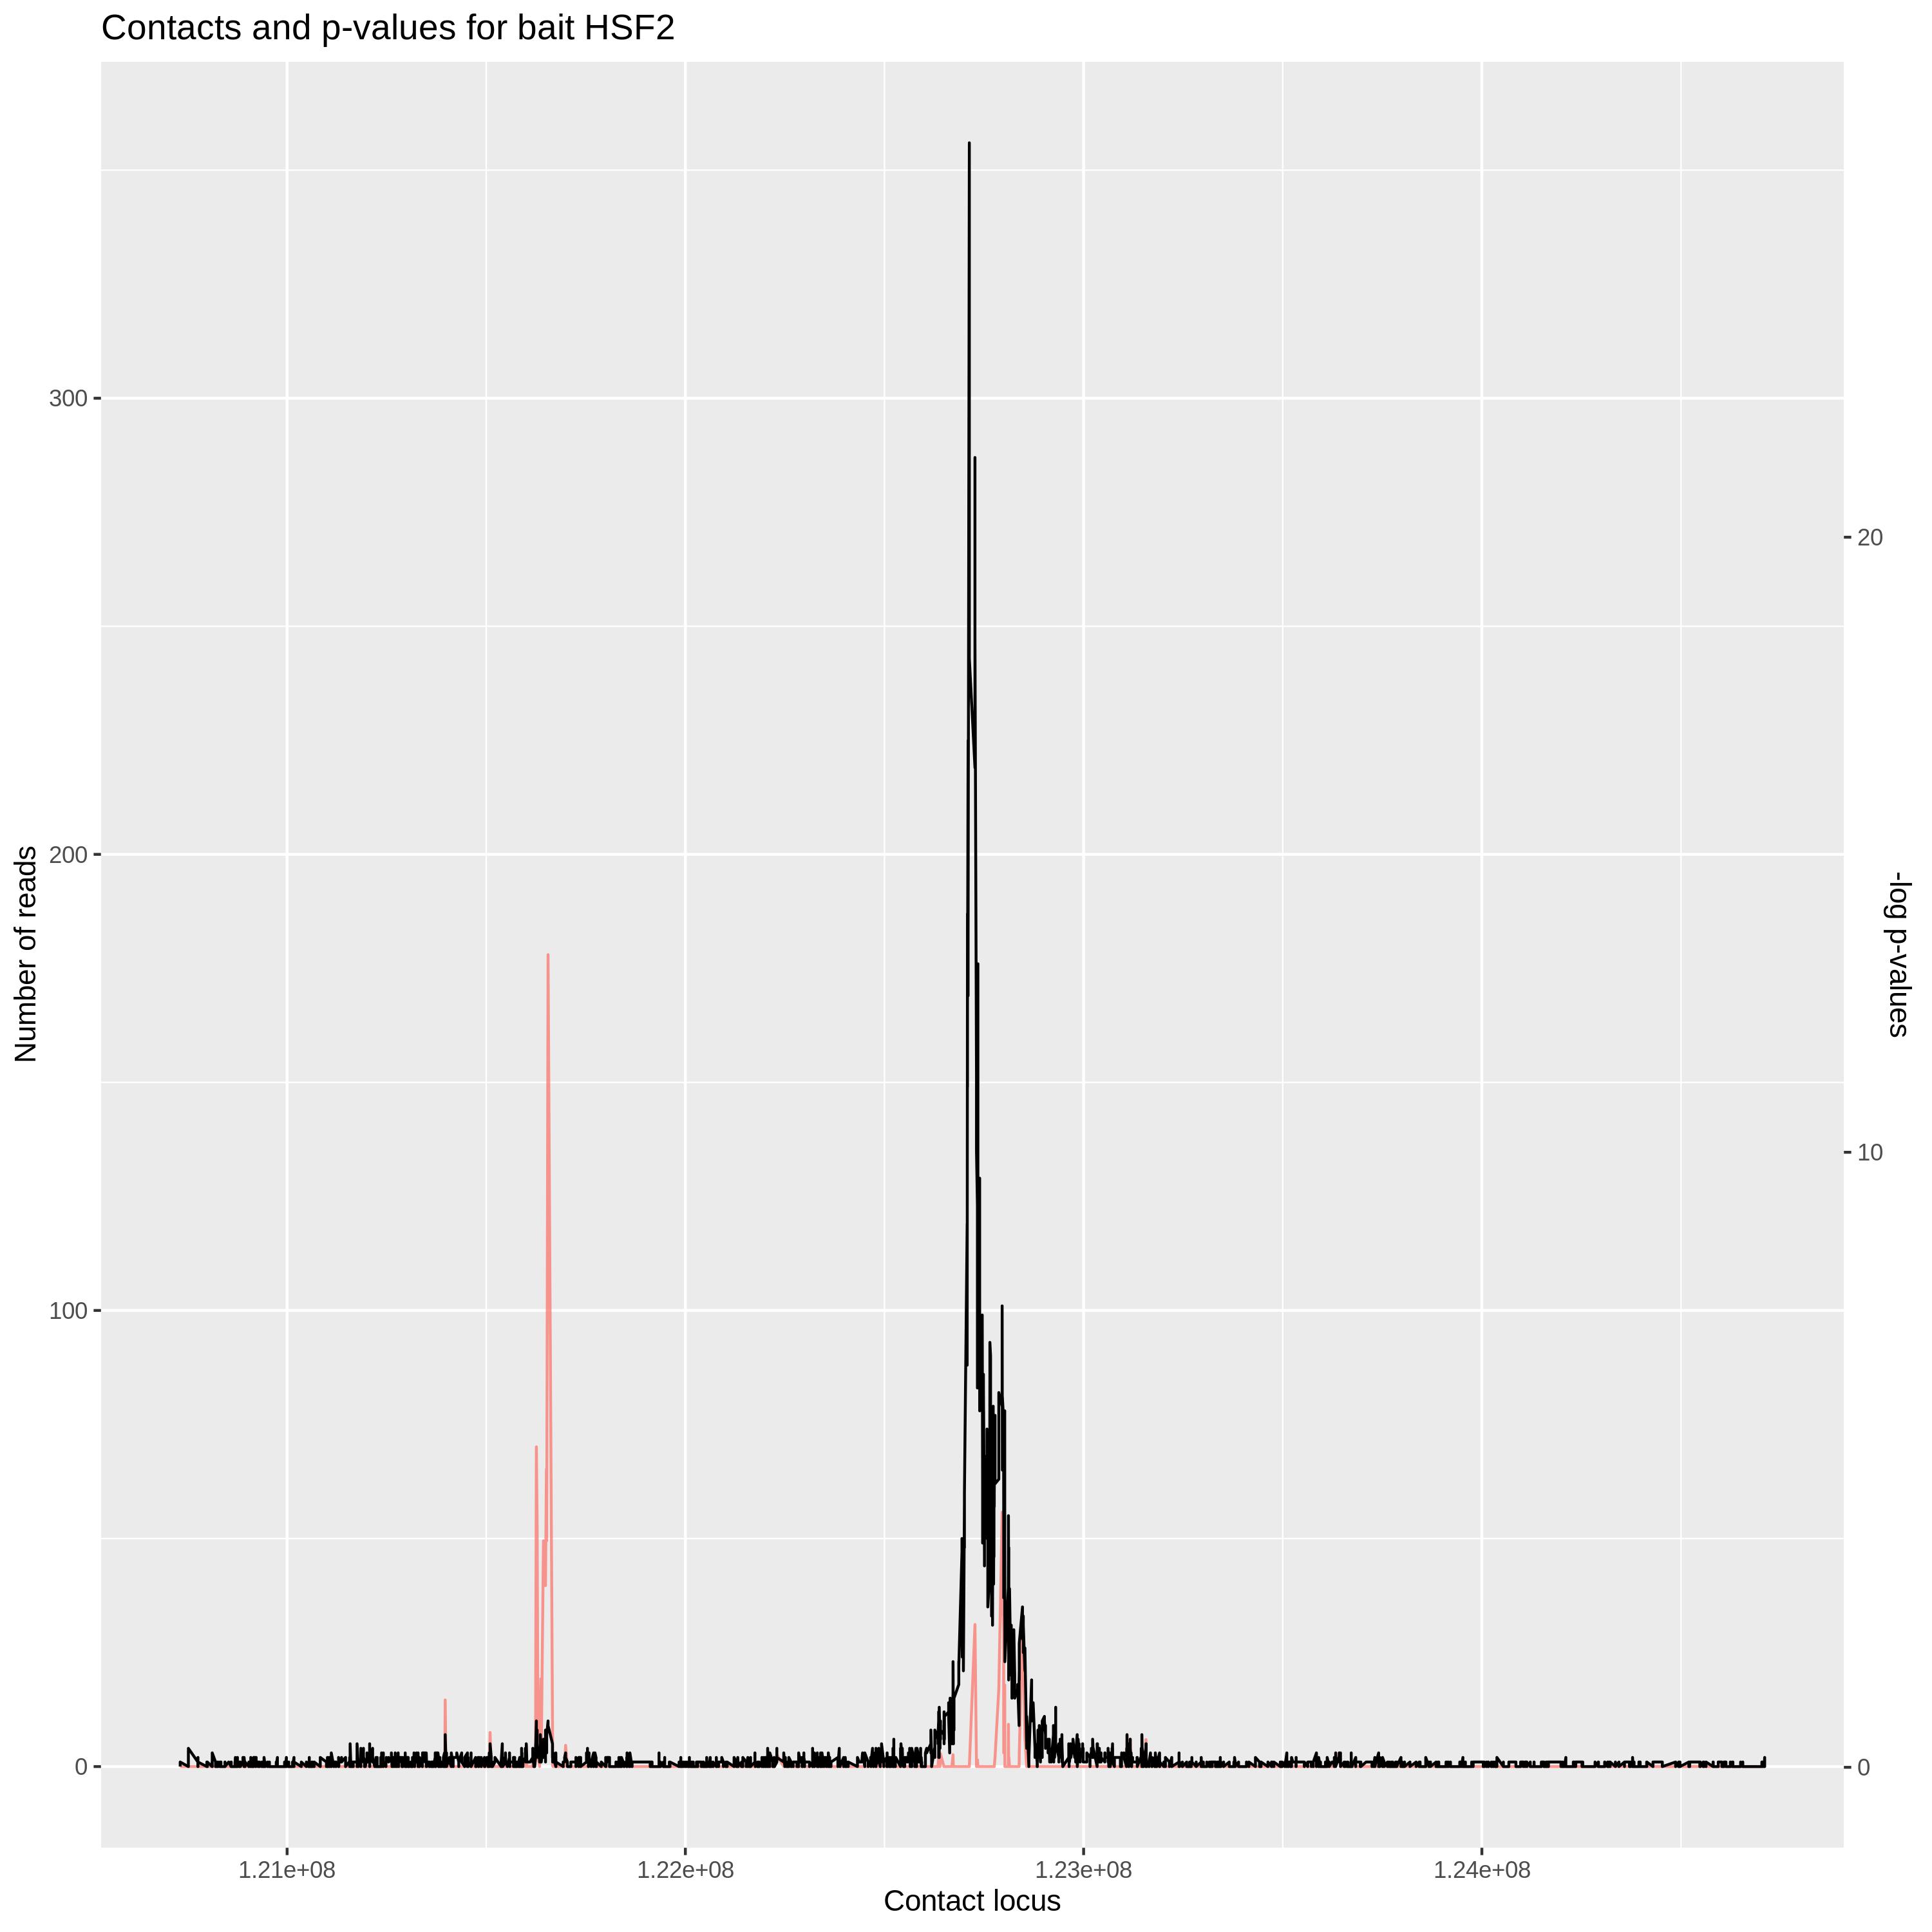 Contacts and p-values for bait HSF2
300
200
100
0
Number of reads
20
10
0
-log p-values
1.21e+08
1.22e+08
1.23e+08
1.24e+08
Contact locus